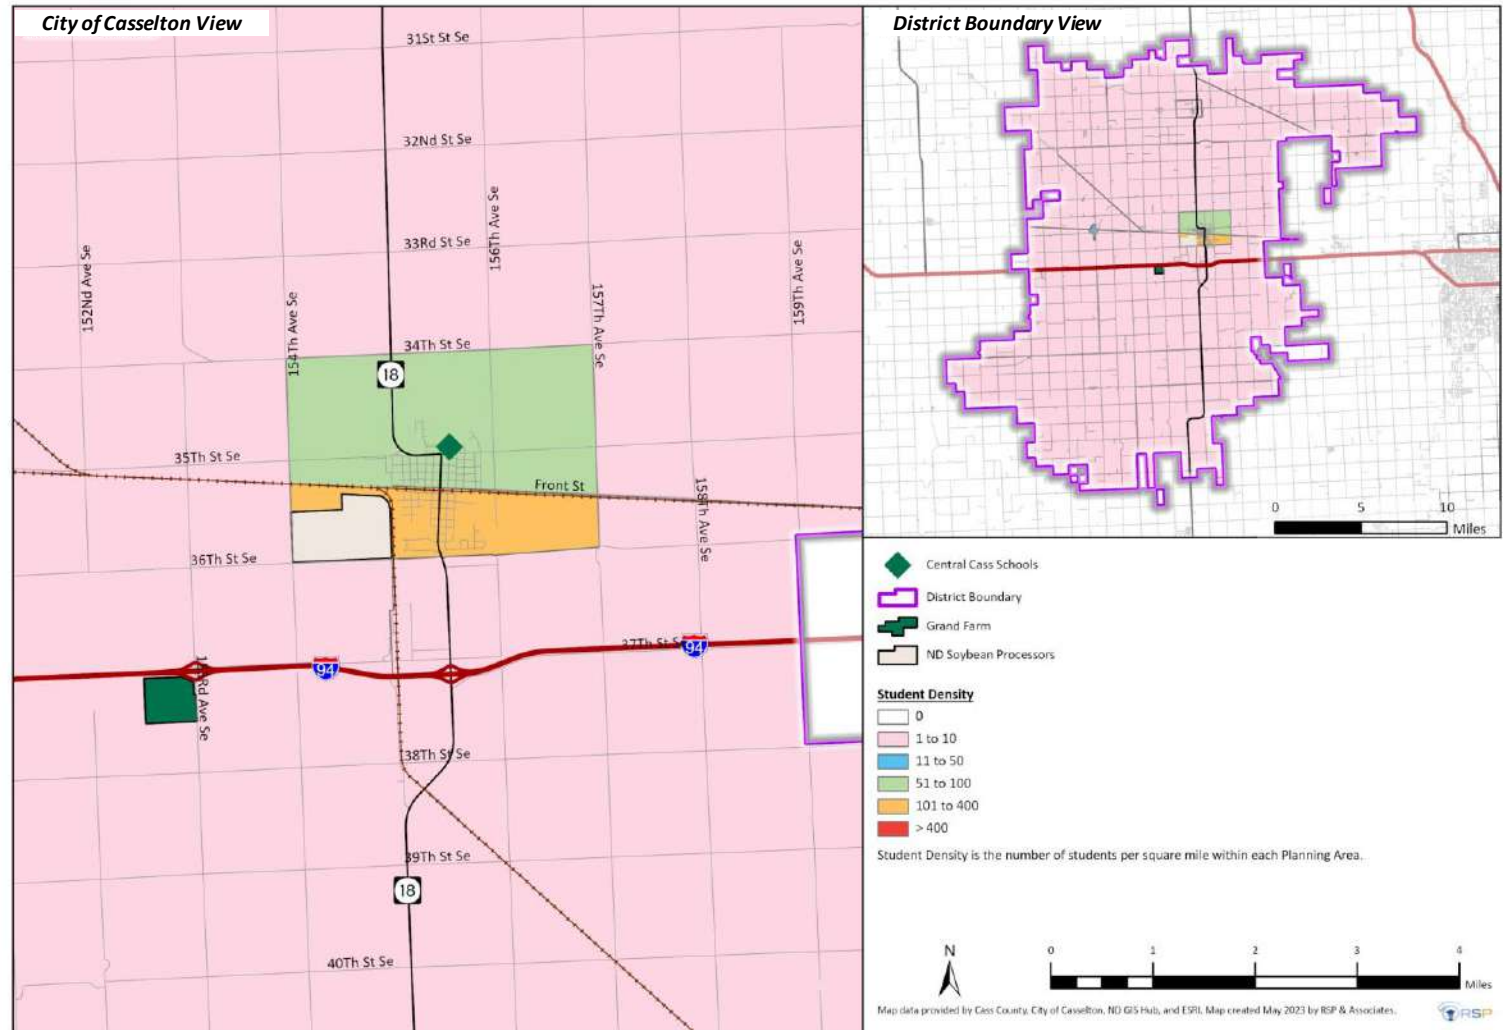 City of Casselton View
31St St Se
32Nd St Se
156Th Ave Se
33Rd St Se
152Nd Ave Se
159Th Ave Se
154Th Ave Se
157Th Ave Se
34Th St Se
18
35Th St Se
Front St
158Th Ave Se
36Th St Se
37Th St Se
94
94
Rd Ave Se
38Th St Se
39Th St Se
18
40Th St Se
District Boundary View
0 5 10
Miles
Central Cass Schools
District Boundary
Grand Farm
ND Soybean Processors
Student Density
0
1 to 10
11 to 50
51 to 100
101 to 400
> 400
Student Density is the number of students per square mile within each Planning Area.
N
0 1 2 3 4
Miles
Map data provided by Cass County, City of Casselton, ND GIS Hub, and ESRI. Map created May 2023 by RSP & Associates.
RSP